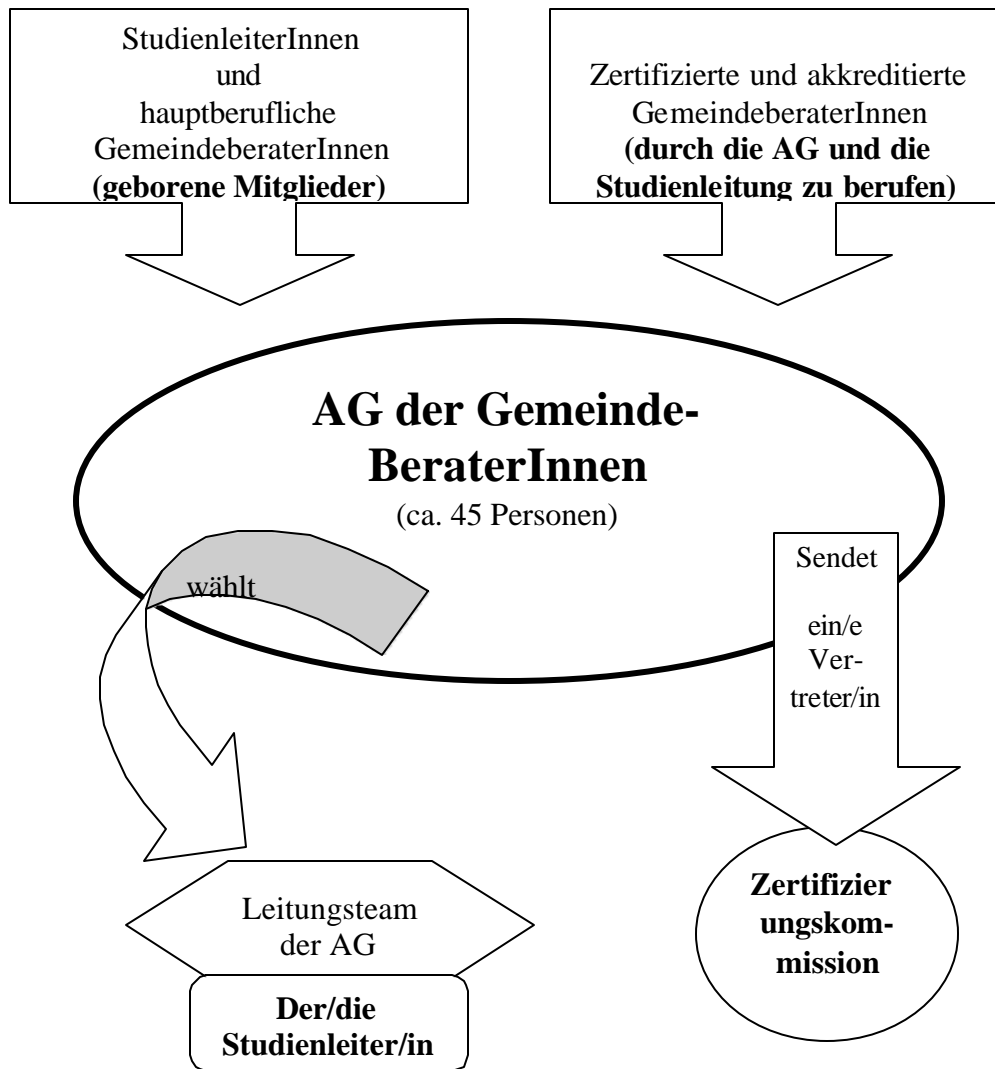 StudienleiterInnen
und
hauptberufliche
GemeindeberaterInnen
(geborene Mitglieder)
Zertifizierte und akkreditierte
GemeindeberaterInnen
(durch die AG und die
Studienleitung zu berufen)
AG der Gemeinde-
BeraterInnen
(ca. 45 Personen)
wählt
Sendet
ein/e
Ver-
treter/in
Leitungsteam
der AG
Der/die
Studienleiter/in
Zertifizier
ungskom-
mission